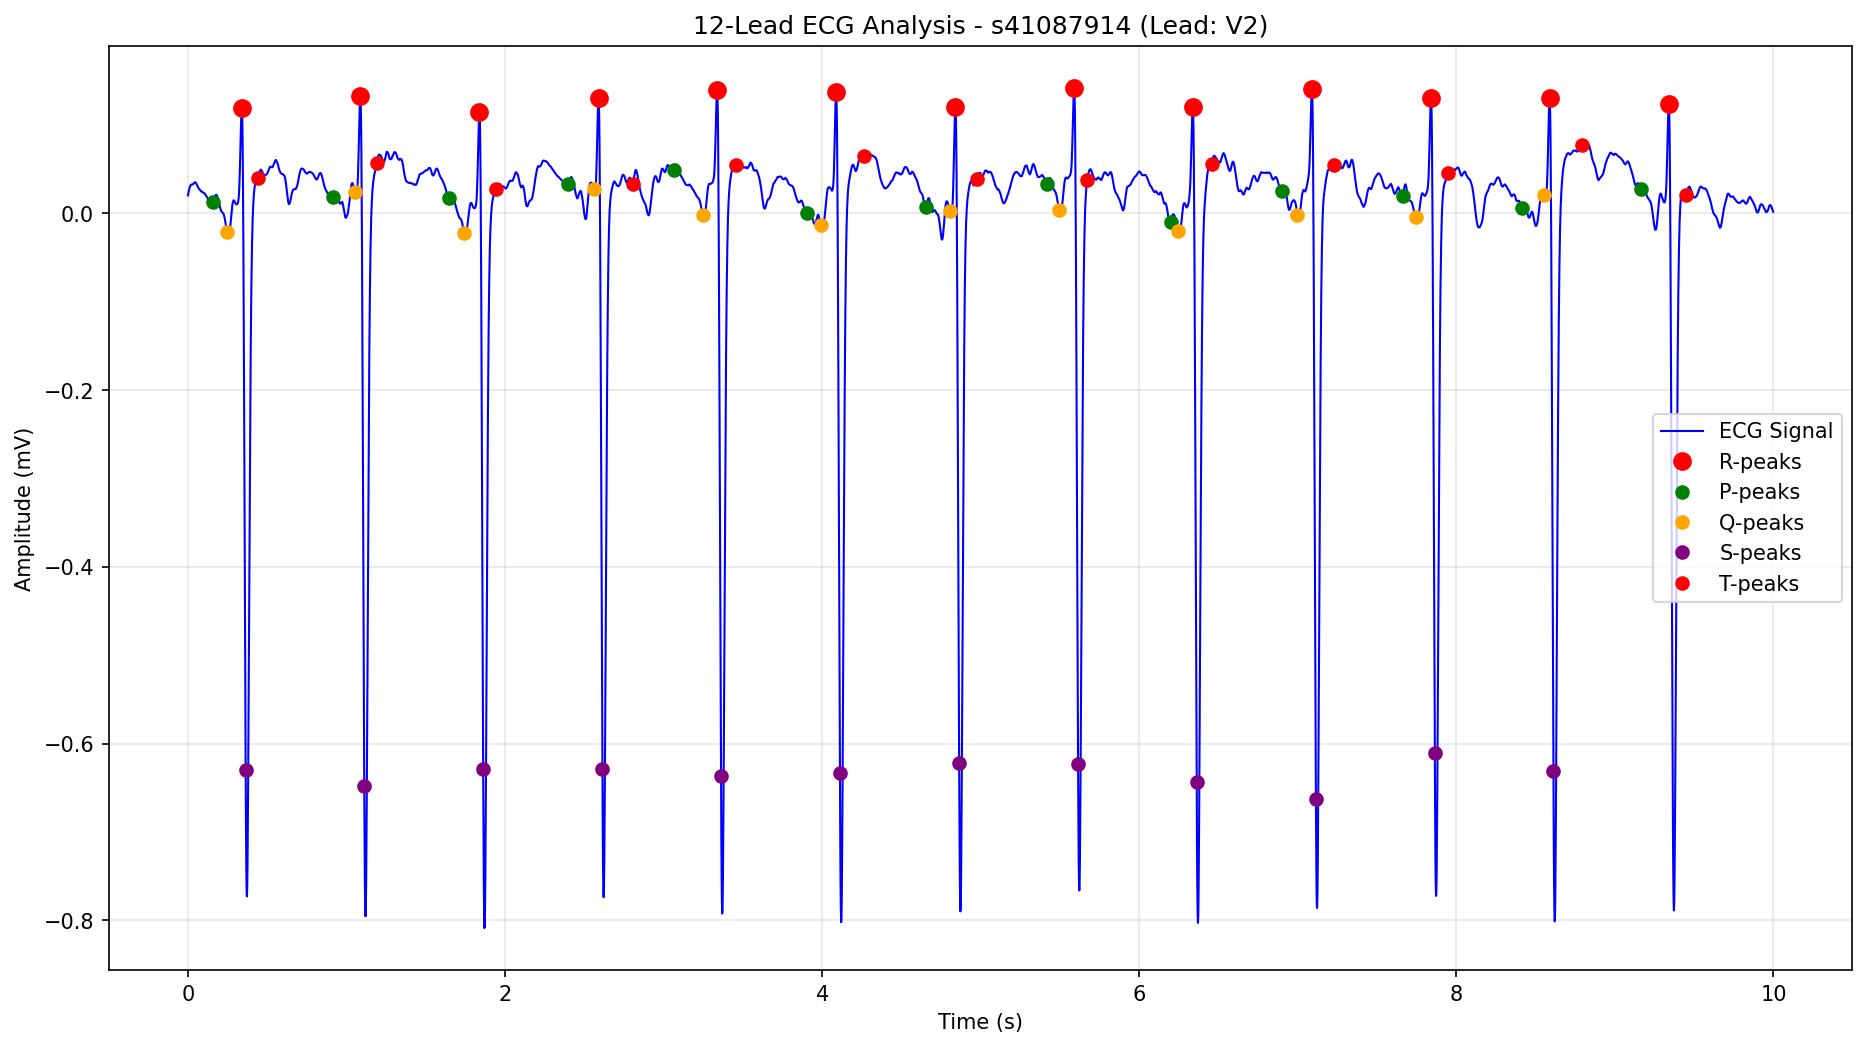 12-Lead ECG Analysis - s41087914 (Lead: V2)
Amplitude (mV)
0.0
−0.2
−0.4
−0.6
−0.8
ECG Signal
R-peaks
P-peaks
Q-peaks
S-peaks
T-peaks
0 2 4 6 8 10
Time (s)